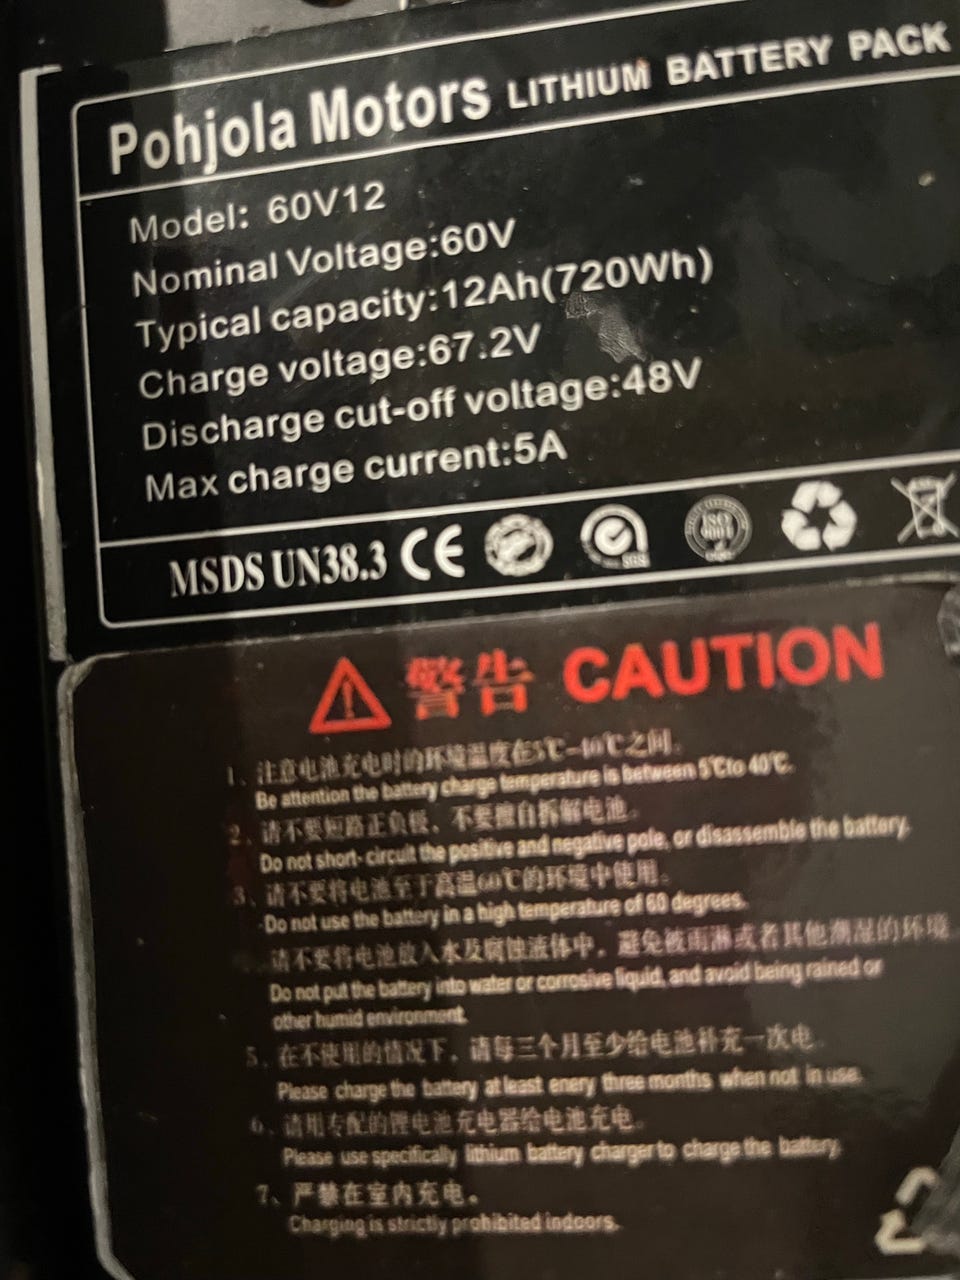 Pohjola Motors LITHIUM BATTERY PACK
Model: 60V12
Nominal Voltage:60V
Typical capacity:12Ah(720Wh)
Charge voltage:67.2V
Discharge cut-off voltage:48V
Max charge current:5A
MSDS UN38.3 CE SGS ISO 9001
警告 CAUTION
1、注意电池充电时的环境温度在5℃-40℃之间。
Be attention the battery charge temperature is between 5℃to 40℃.
2、请不要短路正负极，不要擅自拆解电池。
Do not short- circuit the positive and negative pole, or disassemble the battery.
3、请不要将电池至于高温60℃的环境中使用。
Do not use the battery in a high temperature of 60 degrees.
请不要将电池放入水及腐蚀液体中，避免被雨淋或者其他潮湿的环境
Do not put the battery into water or corrosive liquid, and avoid being rained or
other humid environment.
5、在不使用的情况下，请每三个月至少给电池补充一次电
Please charge the battery at least enery three months when not in use.
6、请用专配的锂电池充电器给电池充电。
Please use specifically lithium battery charger to charge the battery.
7、严禁在室内充电。
Charging is strictly prohibited indoors.